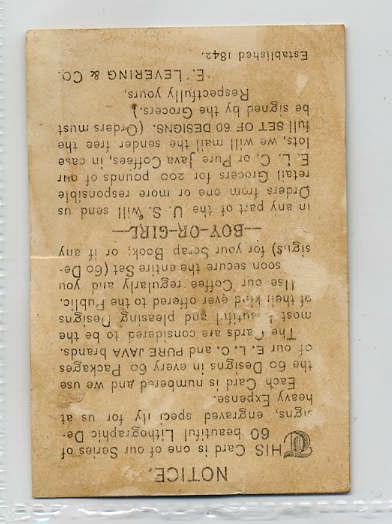 NOTICE.
THIS Card is one of our Series of
60 beautiful Lithographic De-
signs, engraved specially for us at
heavy Expense.
Each Card is numbered and we use
the 60 Designs in every 60 Packages
of our E. L. C. and PURE JAVA brands.
The Cards are considered to be the
most beautiful and pleasing Designs
of their kind ever offered to the Public.
Use our Coffee regularly and you
soon secure the entire Set (60 De-
signs) for your Scrap Book; or if any
—BOY-OR-GIRL—
in any part of the U. S. will send us
Orders from one or more responsible
retail Grocers for 200 pounds of our
E. L. C. or Pure Java Coffees, in case
lots, we will mail the sender free the
full SET OF 60 DESIGNS. (Orders must
be signed by the Grocers.)
Respectfully yours,
E. LEVERING & CO.
Established 1842.